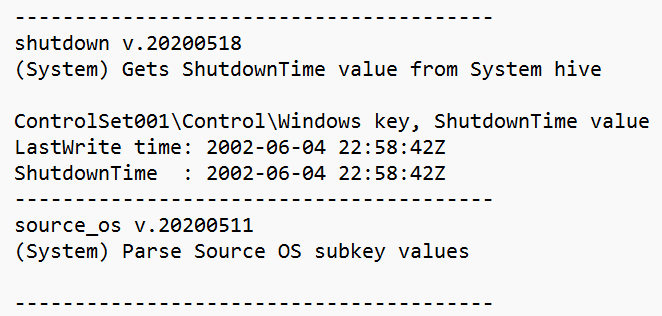 ----------------------------------------
shutdown v.20200518
(System) Gets ShutdownTime value from System hive
ControlSet001\Control\Windows key, ShutdownTime value
LastWrite time: 2002-06-04 22:58:42Z
ShutdownTime  : 2002-06-04 22:58:42Z
----------------------------------------
source_os v.20200511
(System) Parse Source OS subkey values
----------------------------------------